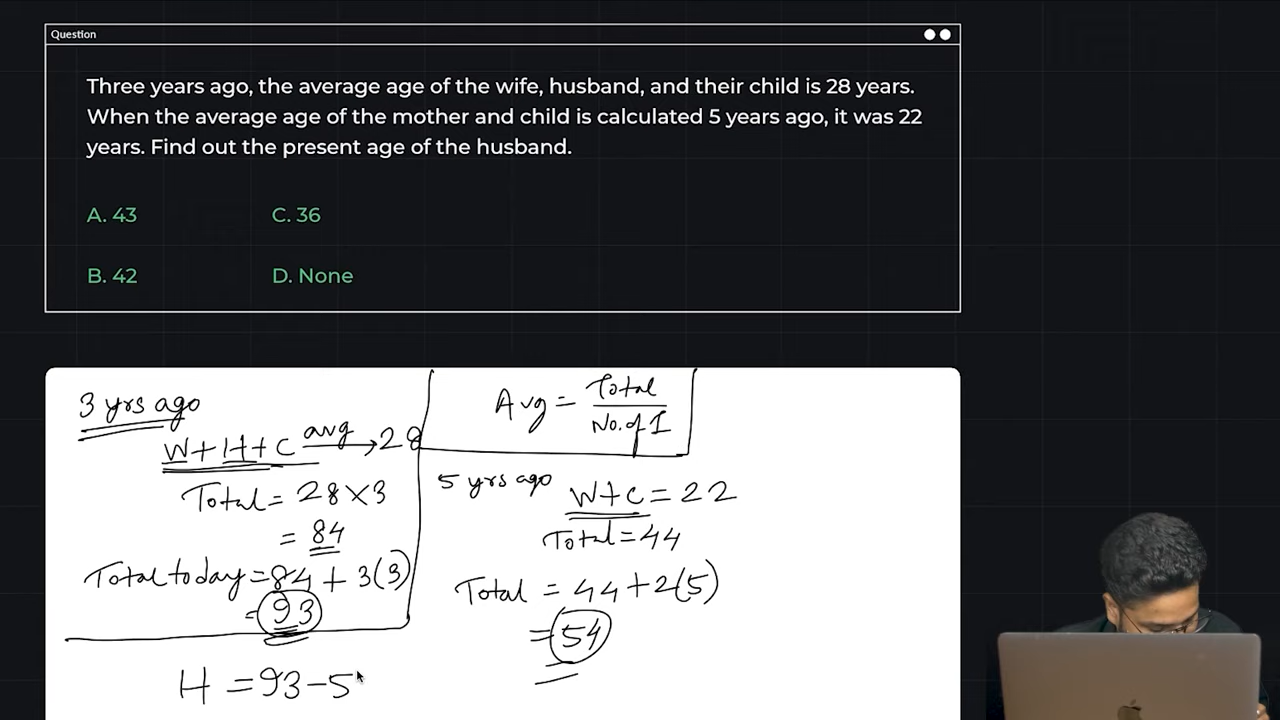 Question
Three years ago, the average age of the wife, husband, and their child is 28 years.
When the average age of the mother and child is calculated 5 years ago, it was 22
years. Find out the present age of the husband.
A. 43
C. 36
B. 42
D. None
3 yrs ago
W+H+C avg → 28
Total = 28×3
= 84
Total today = 84 + 3(3)
= 93
H = 93-5
Avg = Total / No. of I
5 yrs ago
W+C = 22
Total = 44
Total = 44+2(5)
= 54